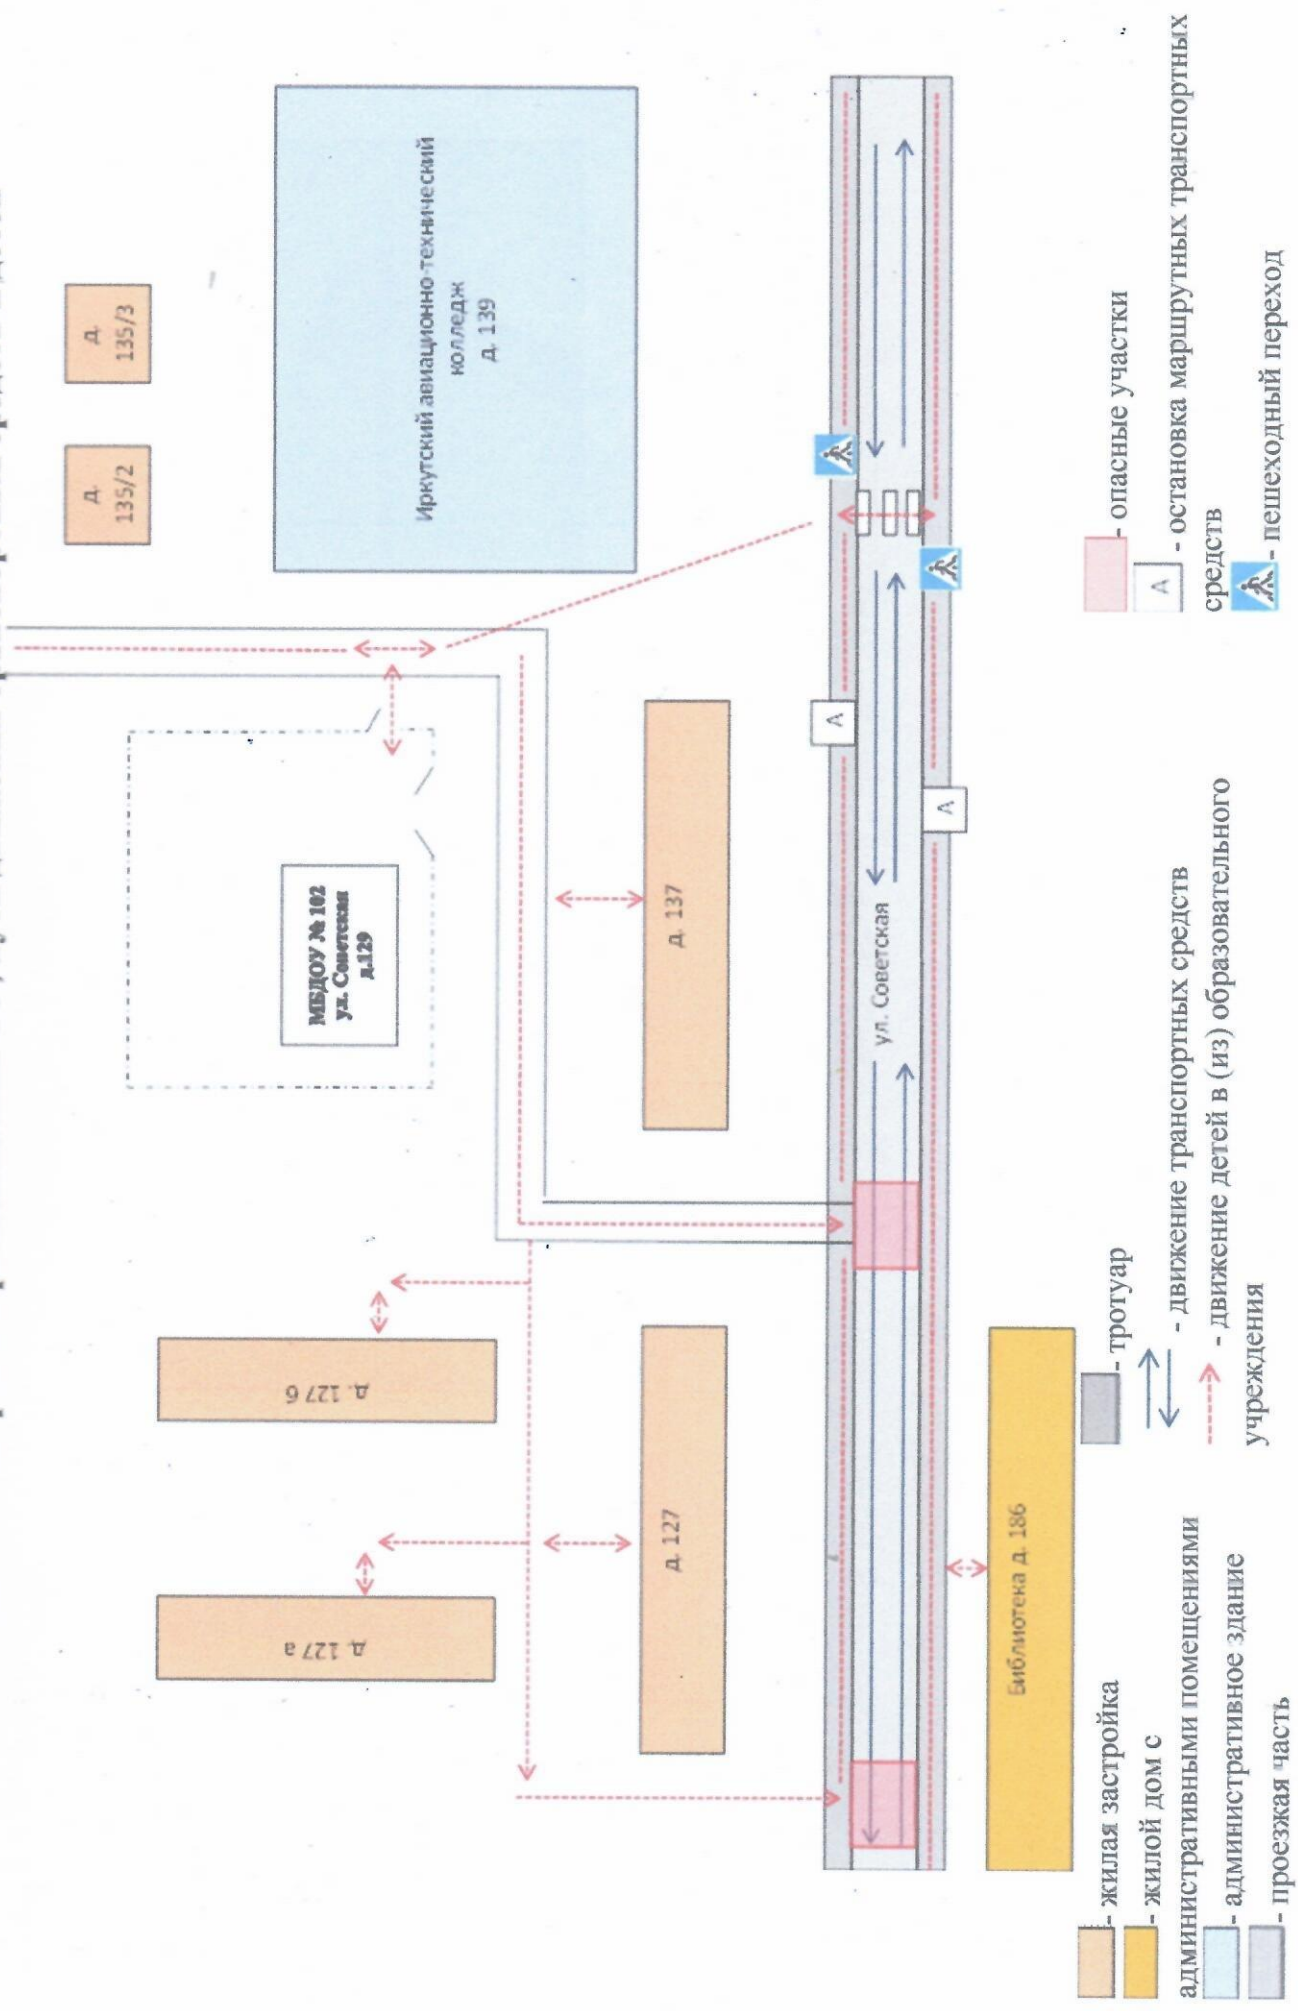 д.
135/2
д.
135/3
МБДОУ № 102
ул. Советская
д.129
Иркутский авиационно-технический
колледж
д. 139
д. 127 а
д. 127 б
д. 127
д. 137
А
ул. Советская
А
Библиотека д. 186
- жилая застройка
- жилой дом с
административными помещениями
- административное здание
- проезжая часть
- тротуар
- движение транспортных средств
- движение детей в (из) образовательного
учреждения
- опасные участки
А - остановка маршрутных транспортных
средств
- пешеходный переход